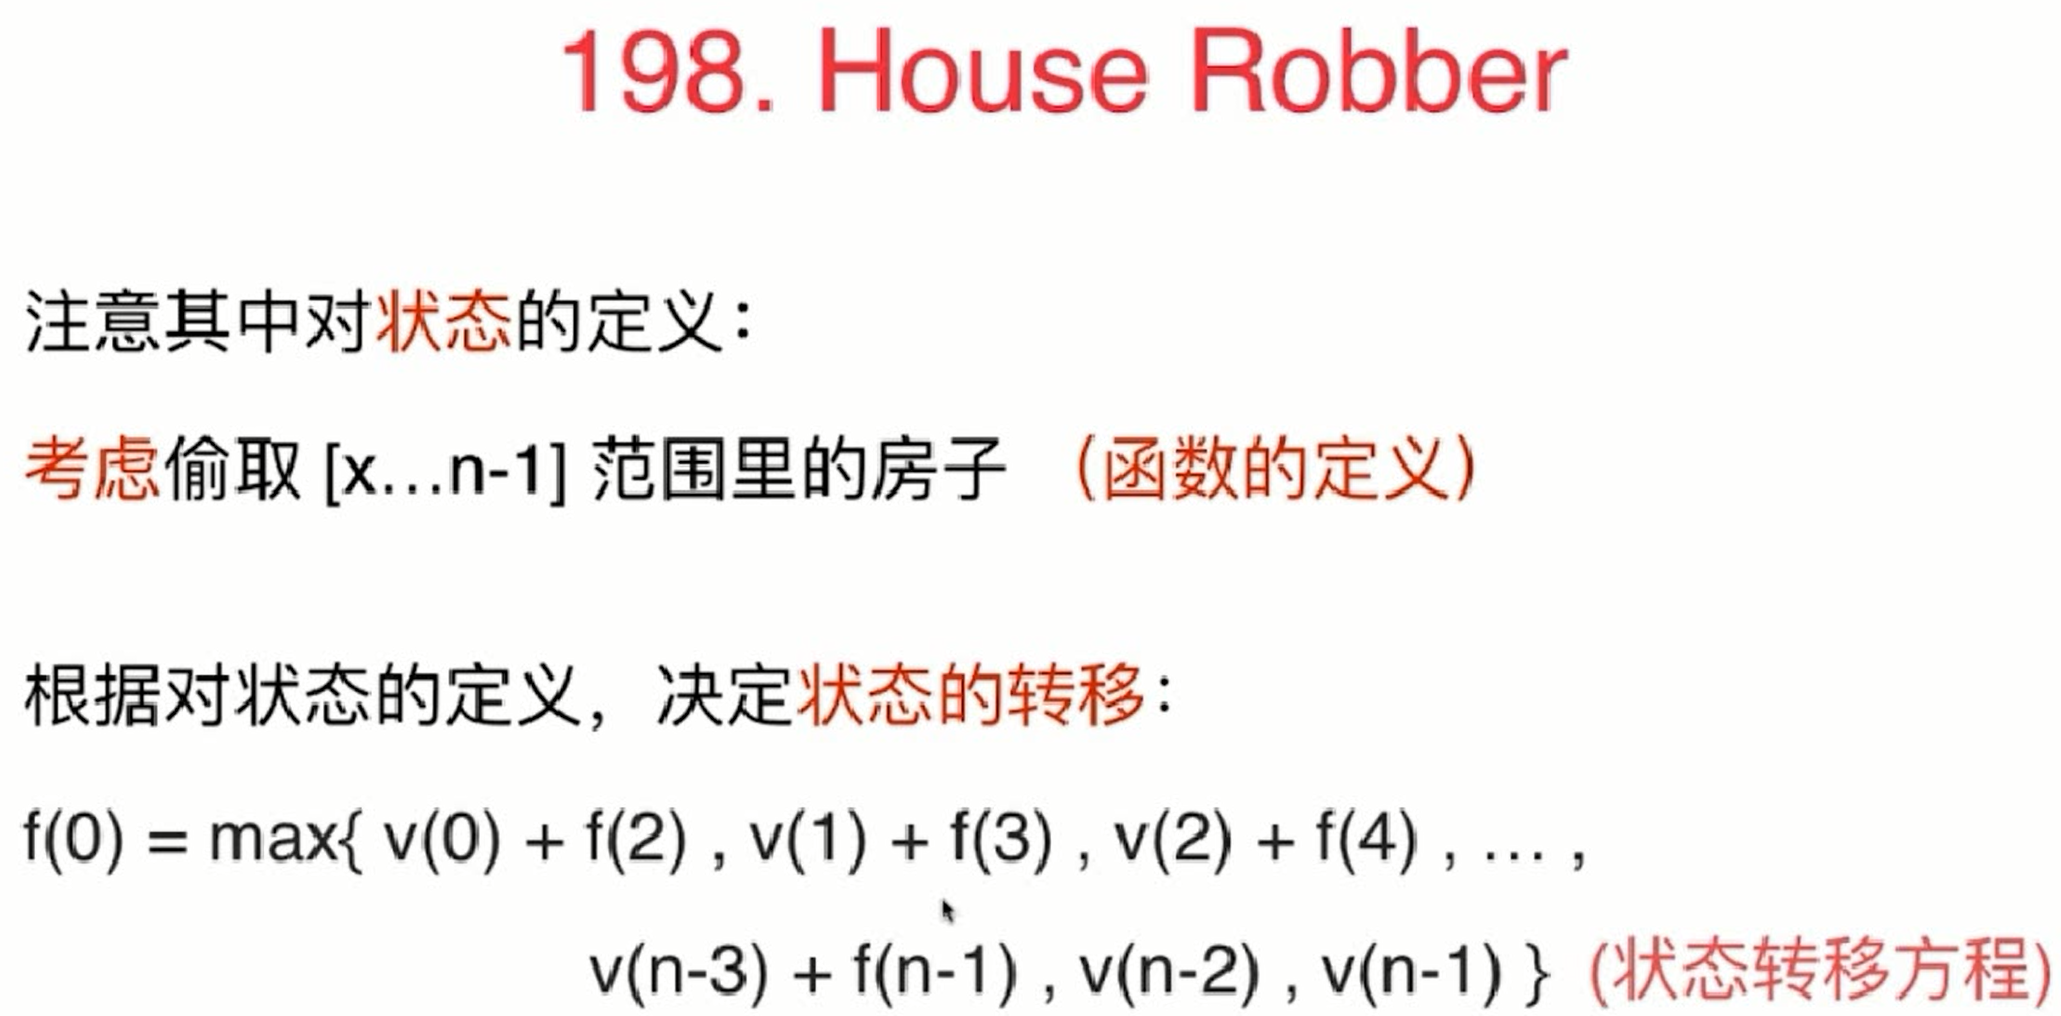 198. House Robber
注意其中对状态的定义：
考虑偷取 [x...n-1] 范围里的房子 （函数的定义）
根据对状态的定义，决定状态的转移：
f(0) = max{ v(0) + f(2) , v(1) + f(3) , v(2) + f(4) , … ,
v(n-3) + f(n-1) , v(n-2) , v(n-1) } (状态转移方程)